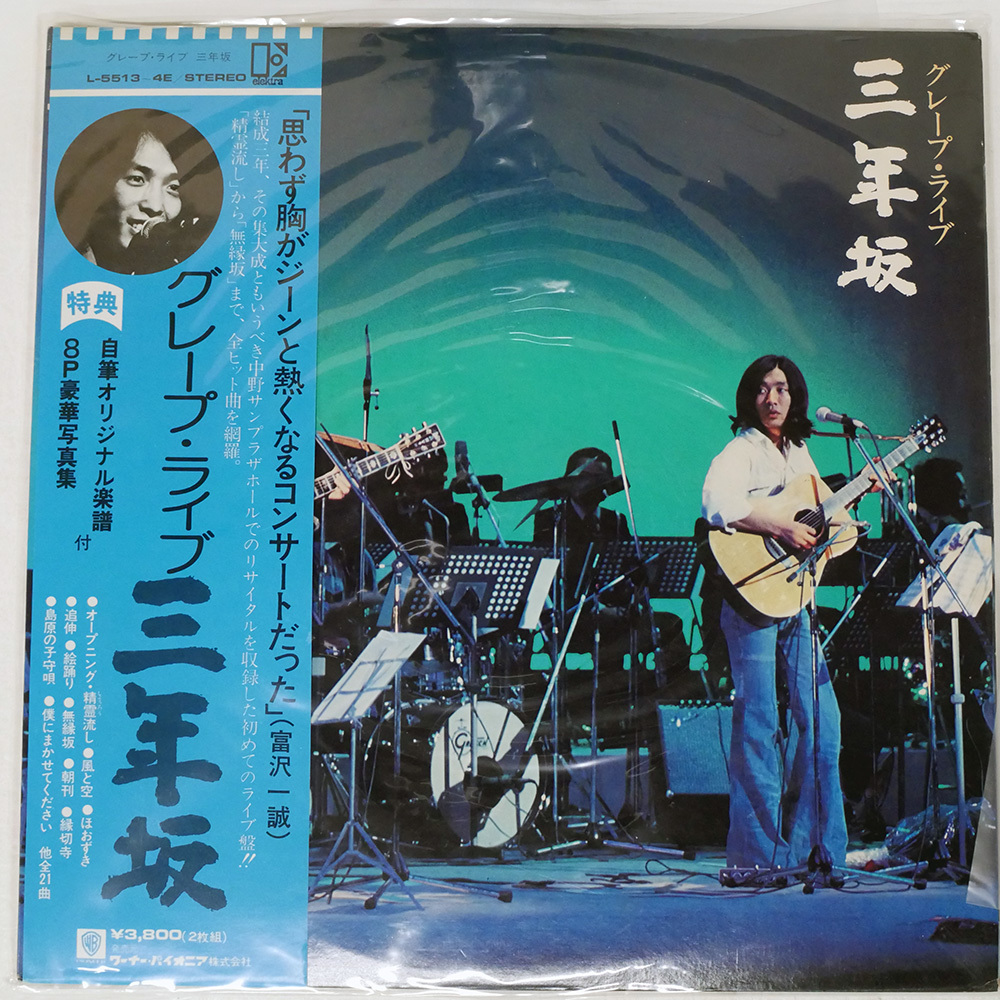 グレープ・ライブ 三年坂
L-5513~4E STEREO
elektra
「思わず胸がジーンと熱くなるコンサートだった」(富沢一誠)
結成三年、その集大成ともいうべき中野サンプラザホールでのリサイタルを収録した初めてのライブ盤!!
「精霊流し」から「無縁坂」まで、全ヒット曲を網羅。
グレープ・ライブ
三年坂
特典
自筆オリジナル楽譜
8P豪華写真集
付
●オープニング・精霊流し●風と空●ほおずき
●追伸●絵踊り●無縁坂●朝刊●縁切寺
●島原の子守唄●僕にまかせてください 他全21曲
¥3,800(2枚組)
ワーナー・パイオニア株式会社
グレープ・ライブ
三年坂
GRETSCH